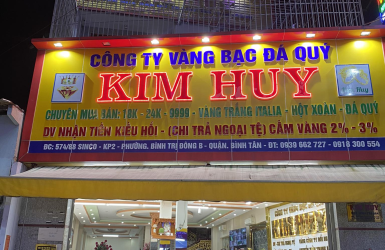 CÔNG TY VÀNG BẠC ĐÁ QUÝ
KIM HUY
CHUYÊN MUA BÁN: 18K - 24K - 9999 - VÀNG TRẮNG ITALIA - HỘT XOÀN - ĐÁ QUÝ
DV NHẬN TIỀN KIỀU HỐI - (CHI TRẢ NGOẠI TỆ) CẦM VÀNG 2% - 3%
ĐC: 574/68 SINCO - KP2 - PHƯỜNG. BÌNH TRỊ ĐÔNG B - QUẬN. BÌNH TÂN - ĐT: 0939 662 727 - 0918 300 554
Huy